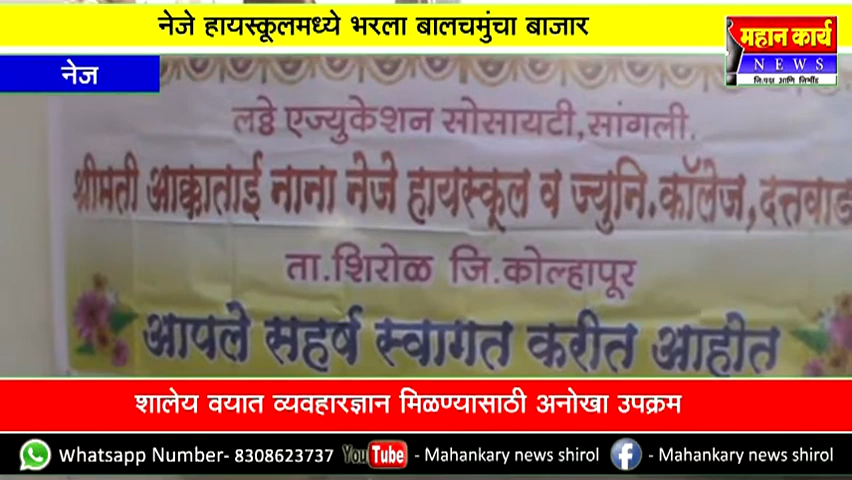 नेजे हायस्कूलमध्ये भरला बालचमुंचा बाजार
महान कार्य
NEWS
नि:पक्ष आणि निर्भीड
नेज
लठ्ठे एज्युकेशन सोसायटी,सांगली.
श्रीमती आक्काताई नाना नेजे हायस्कूल व ज्युनि.कॉलेज,दत्तवाड
ता.शिरोळ जि.कोल्हापूर
आपले सहर्ष स्वागत करीत आहोत
शालेय वयात व्यवहारज्ञान मिळण्यासाठी अनोखा उपक्रम
Whatsapp Number- 8308623737 YouTube - Mahankary news shirol f - Mahankary news shirol